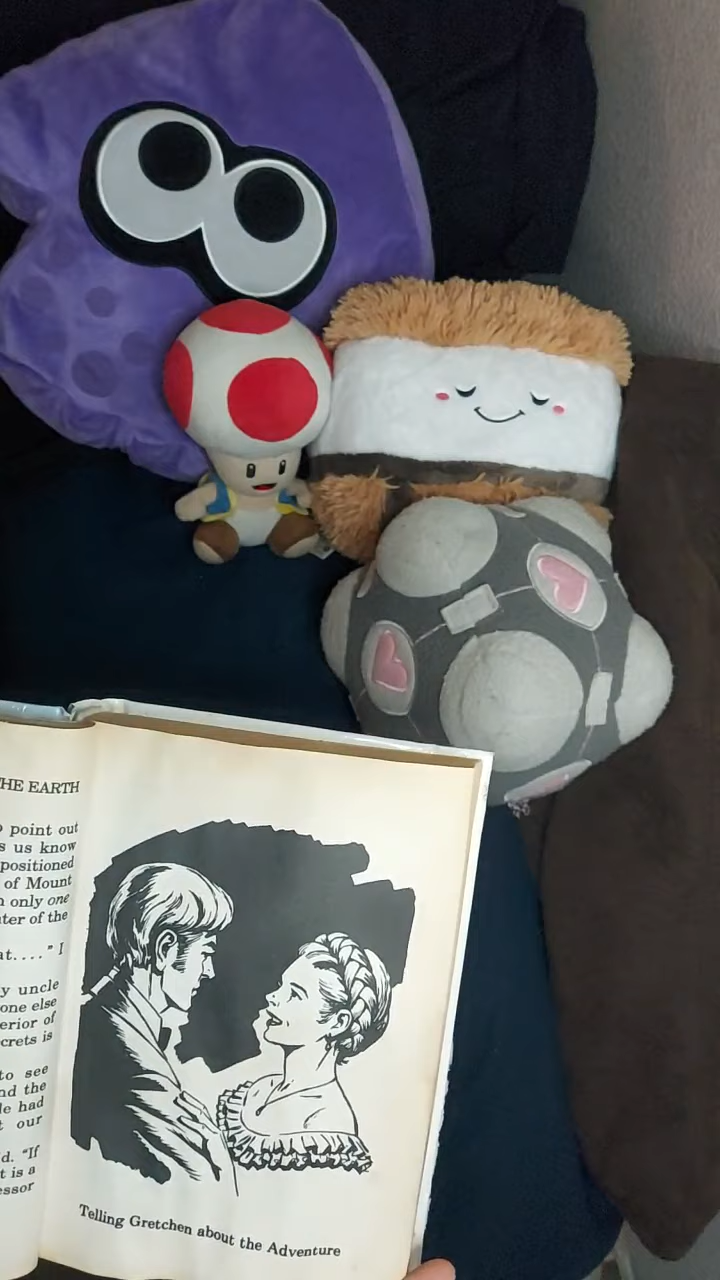 THE EARTH
point out
s us know
positioned
of Mount
only one
ter of the
at...." I
y uncle
one else
erior of
crets is
to see
nd the
le had
t our
d. "If
t is a
essor
Telling Gretchen about the Adventure